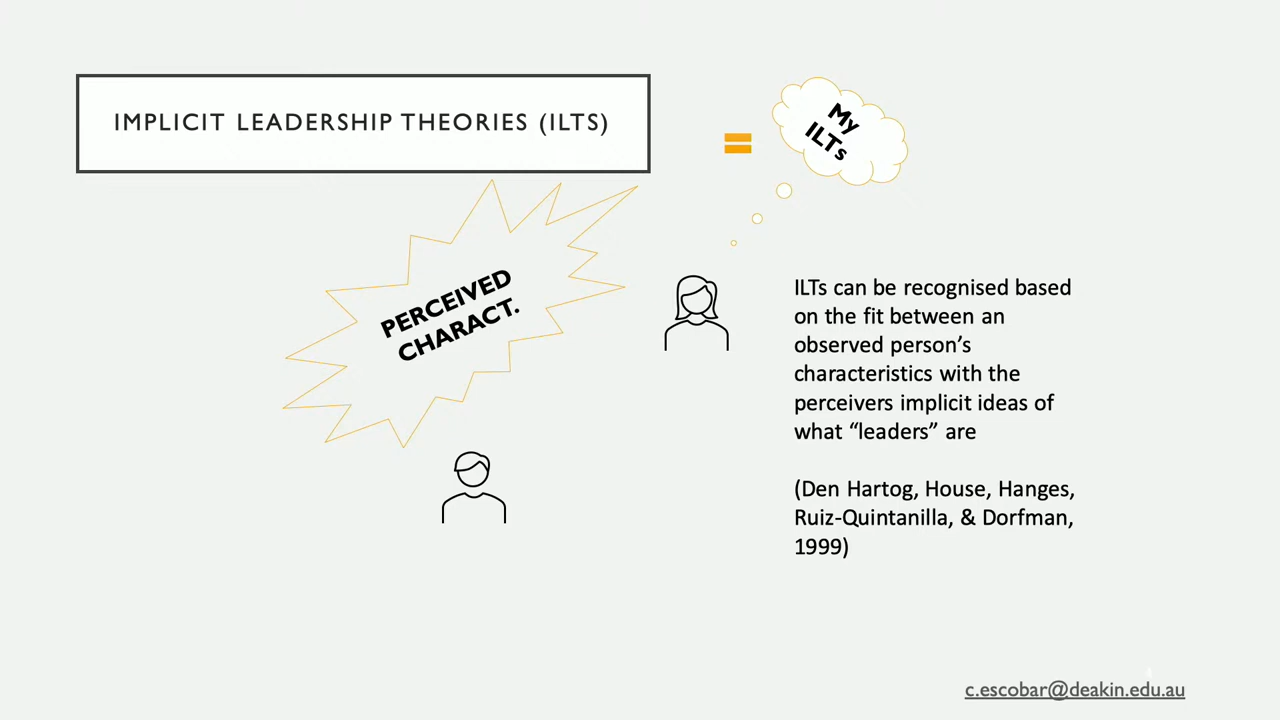 IMPLICIT LEADERSHIP THEORIES (ILTS)
My
ILTs
PERCEIVED
CHARACT.
ILTs can be recognised based
on the fit between an
observed person’s
characteristics with the
perceivers implicit ideas of
what “leaders” are
(Den Hartog, House, Hanges,
Ruiz-Quintanilla, & Dorfman,
1999)
c.escobar@deakin.edu.au